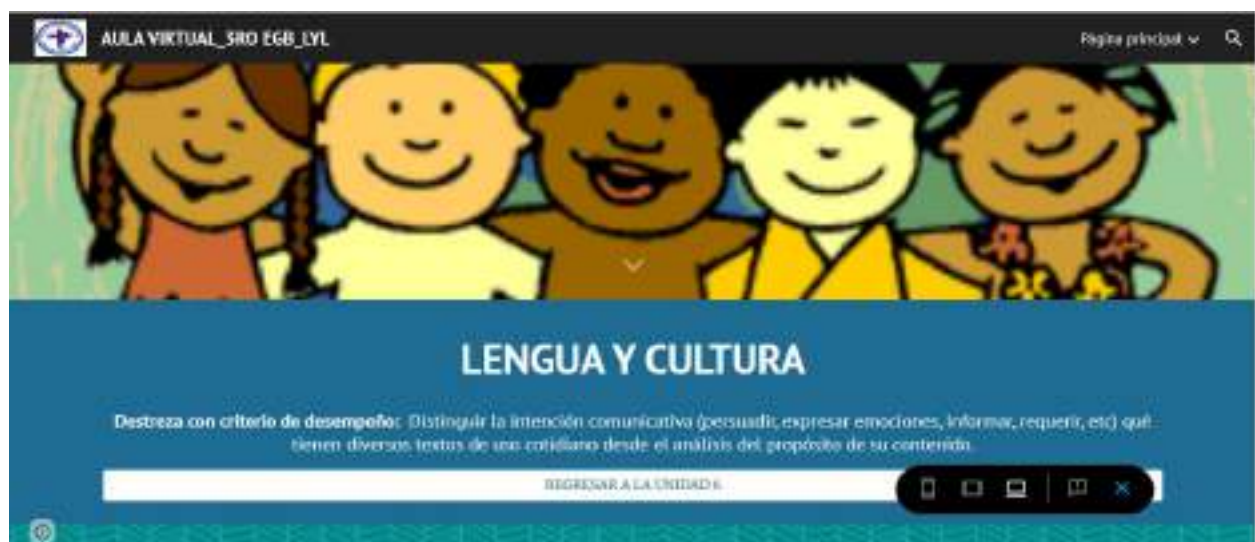 AULA VIRTUAL_3RO EGB_LYL
Página principal
LENGUA Y CULTURA
Destreza con criterio de desempeño: Distinguir la intención comunicativa (persuadir, expresar emociones, informar, requerir, etc) qué
tienen diversos textos de uso cotidiano desde el análisis del propósito de su contenido.
REGRESAR A LA UNIDAD 6